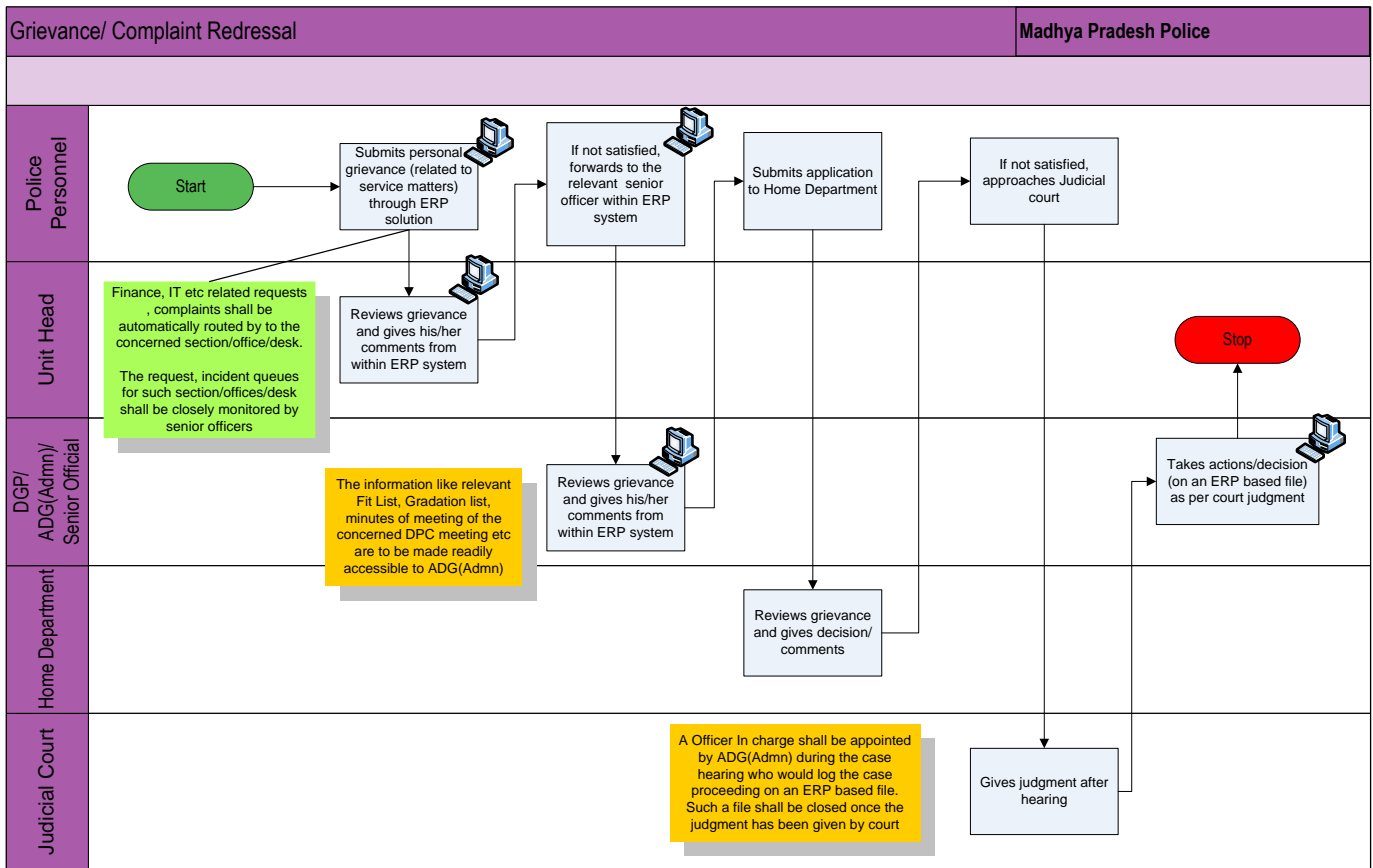 Grievance/ Complaint Redressal
Madhya Pradesh Police
Police
Personnel
Start
Submits personal
grievance (related to
service matters)
through ERP
solution
If not satisfied,
forwards to the
relevant senior
officer within ERP
system
Submits application
to Home Department
If not satisfied,
approaches Judicial
court
Unit Head
Finance, IT etc related requests
, complaints shall be
automatically routed by to the
concerned section/office/desk.
The request, incident queues
for such section/offices/desk
shall be closely monitored by
senior officers
Reviews grievance
and gives his/her
comments from
within ERP system
Stop
DGP/
ADG(Admn)/
Senior Official
The information like relevant
Fit List, Gradation list,
minutes of meeting of the
concerned DPC meeting etc
are to be made readily
accessible to ADG(Admn)
Reviews grievance
and gives his/her
comments from
within ERP system
Takes actions/decision
(on an ERP based file)
as per court judgment
Home Department
Reviews grievance
and gives decision/
comments
Judicial Court
A Officer In charge shall be appointed
by ADG(Admn) during the case
hearing who would log the case
proceeding on an ERP based file.
Such a file shall be closed once the
judgment has been given by court
Gives judgment after
hearing